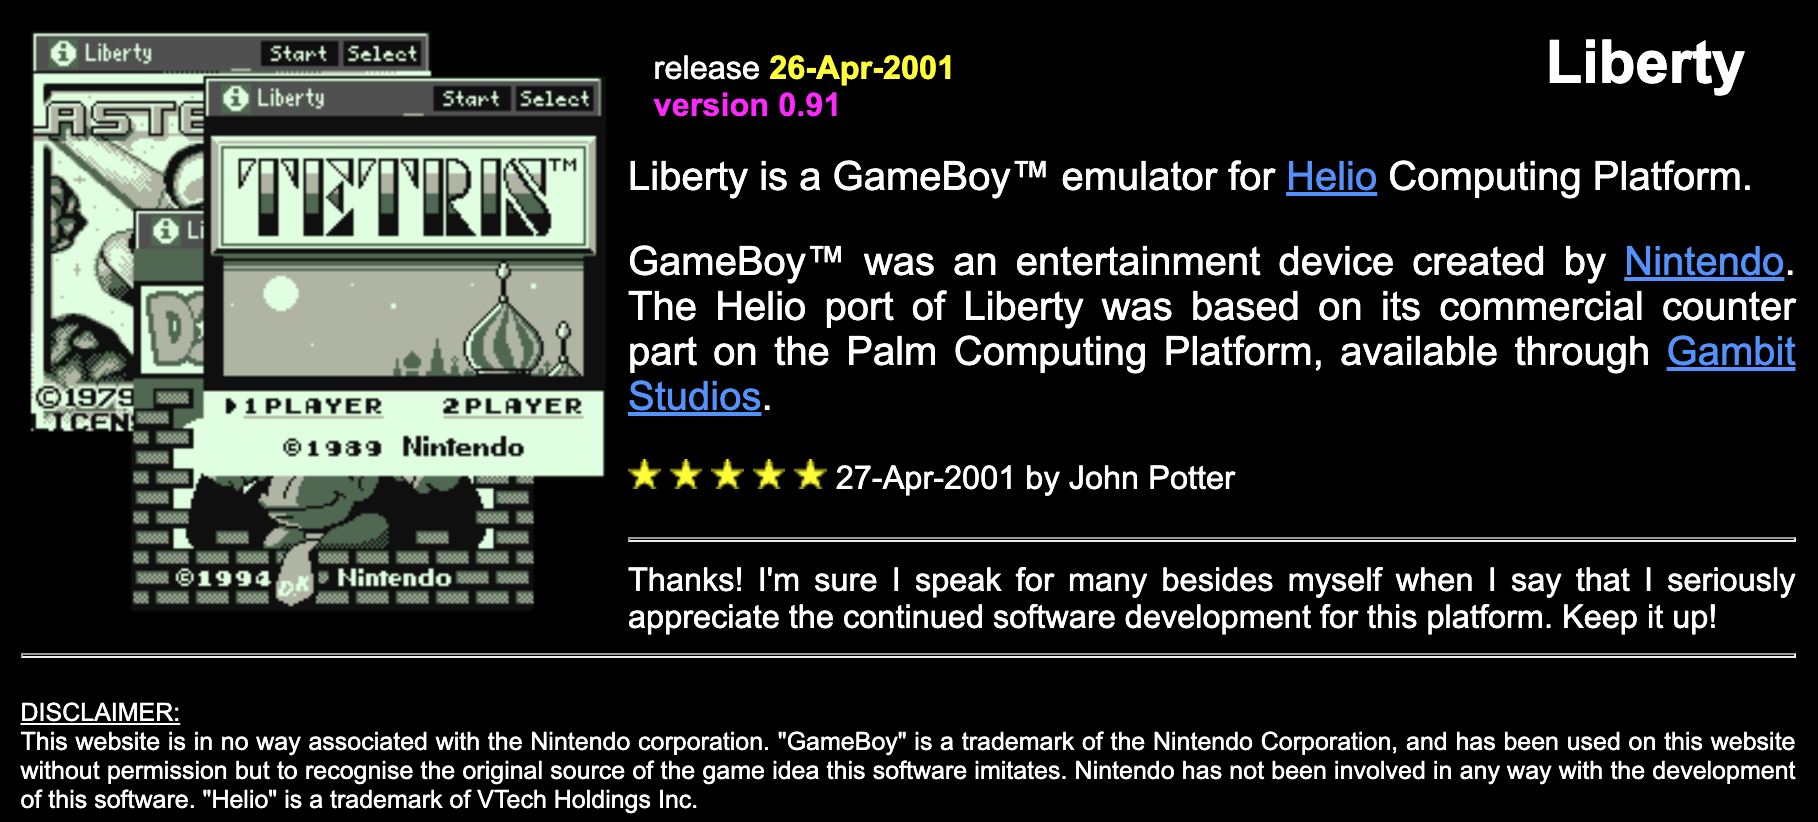 Liberty Start Select
ASTE
Liberty Start Select
TETRIS™
Li
©1979
LICENS
1PLAYER 2PLAYER
©1989 Nintendo
©1994 DK Nintendo
Liberty
release 26-Apr-2001
version 0.91
Liberty is a GameBoy™ emulator for Helio Computing Platform.
GameBoy™ was an entertainment device created by Nintendo.
The Helio port of Liberty was based on its commercial counter
part on the Palm Computing Platform, available through Gambit
Studios.
27-Apr-2001 by John Potter
Thanks! I'm sure I speak for many besides myself when I say that I seriously
appreciate the continued software development for this platform. Keep it up!
DISCLAIMER:
This website is in no way associated with the Nintendo corporation. "GameBoy" is a trademark of the Nintendo Corporation, and has been used on this website
without permission but to recognise the original source of the game idea this software imitates. Nintendo has not been involved in any way with the development
of this software. "Helio" is a trademark of VTech Holdings Inc.